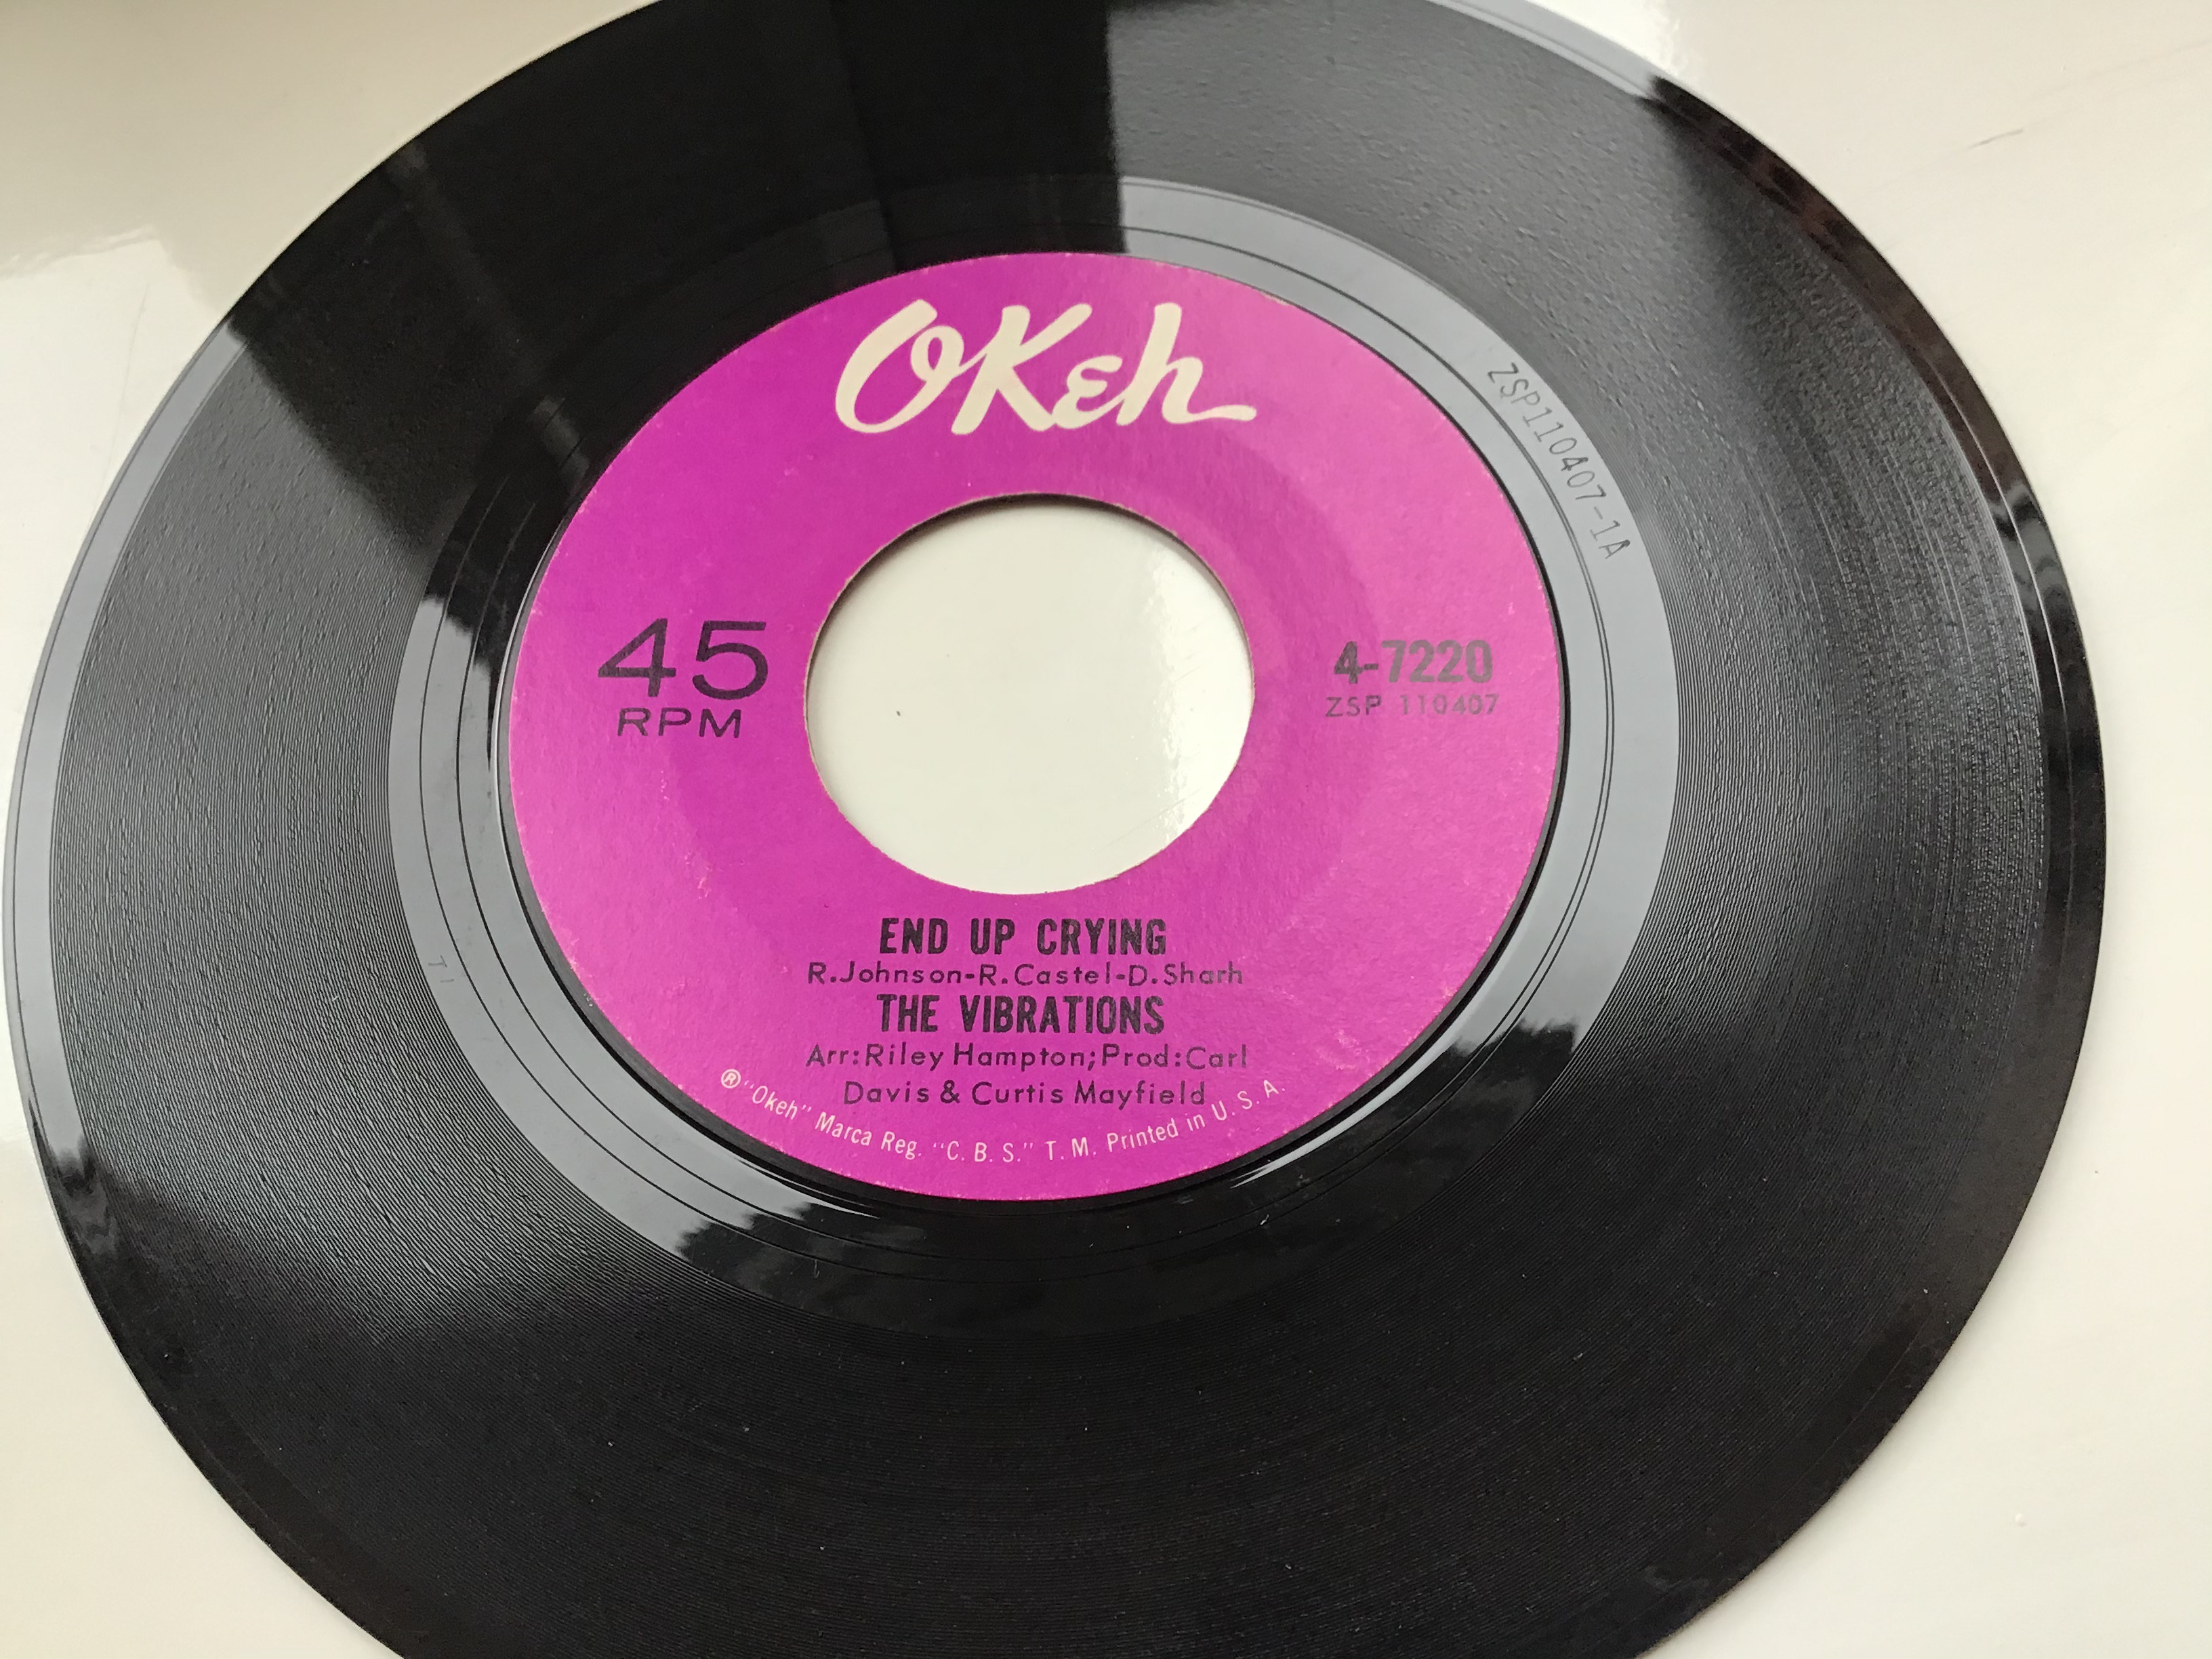 OKeh
45
RPM
4-7220
ZSP 110407
END UP CRYING
R.Johnson-R.Castel-D.Sharh
THE VIBRATIONS
Arr:Riley Hampton;Prod:Carl
Davis & Curtis Mayfield
® "Okeh" Marca Reg. "C. B. S." T. M. Printed in U. S. A.
ZSP110407-1A
T1